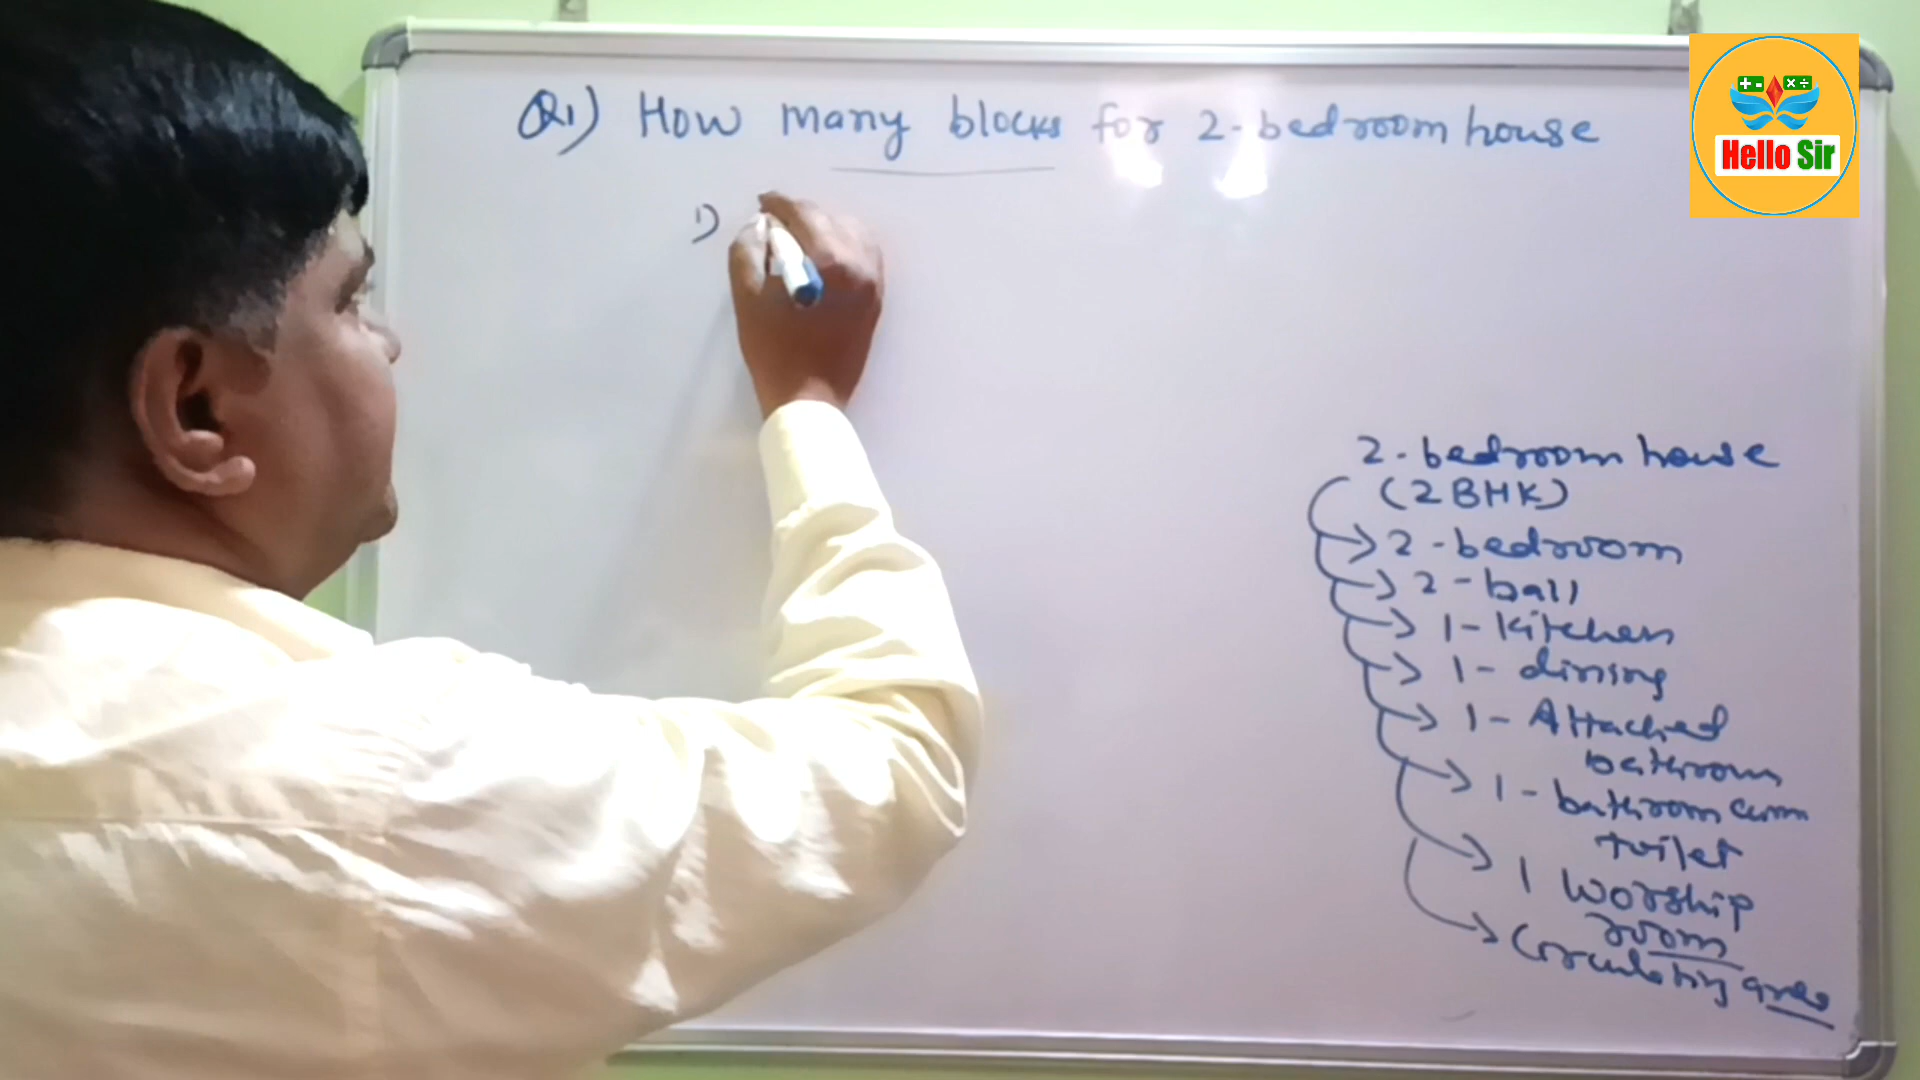 Q1) How many blocks for 2-bedroom house
1)
+- ×÷
Hello Sir
2-bedroom house
(2BHK)
2-bedroom
2-ball
1-Kitchen
1-dining
1-Attached
bathroom
1-bathroom cum
toilet
1 Worship
room
Circulating area